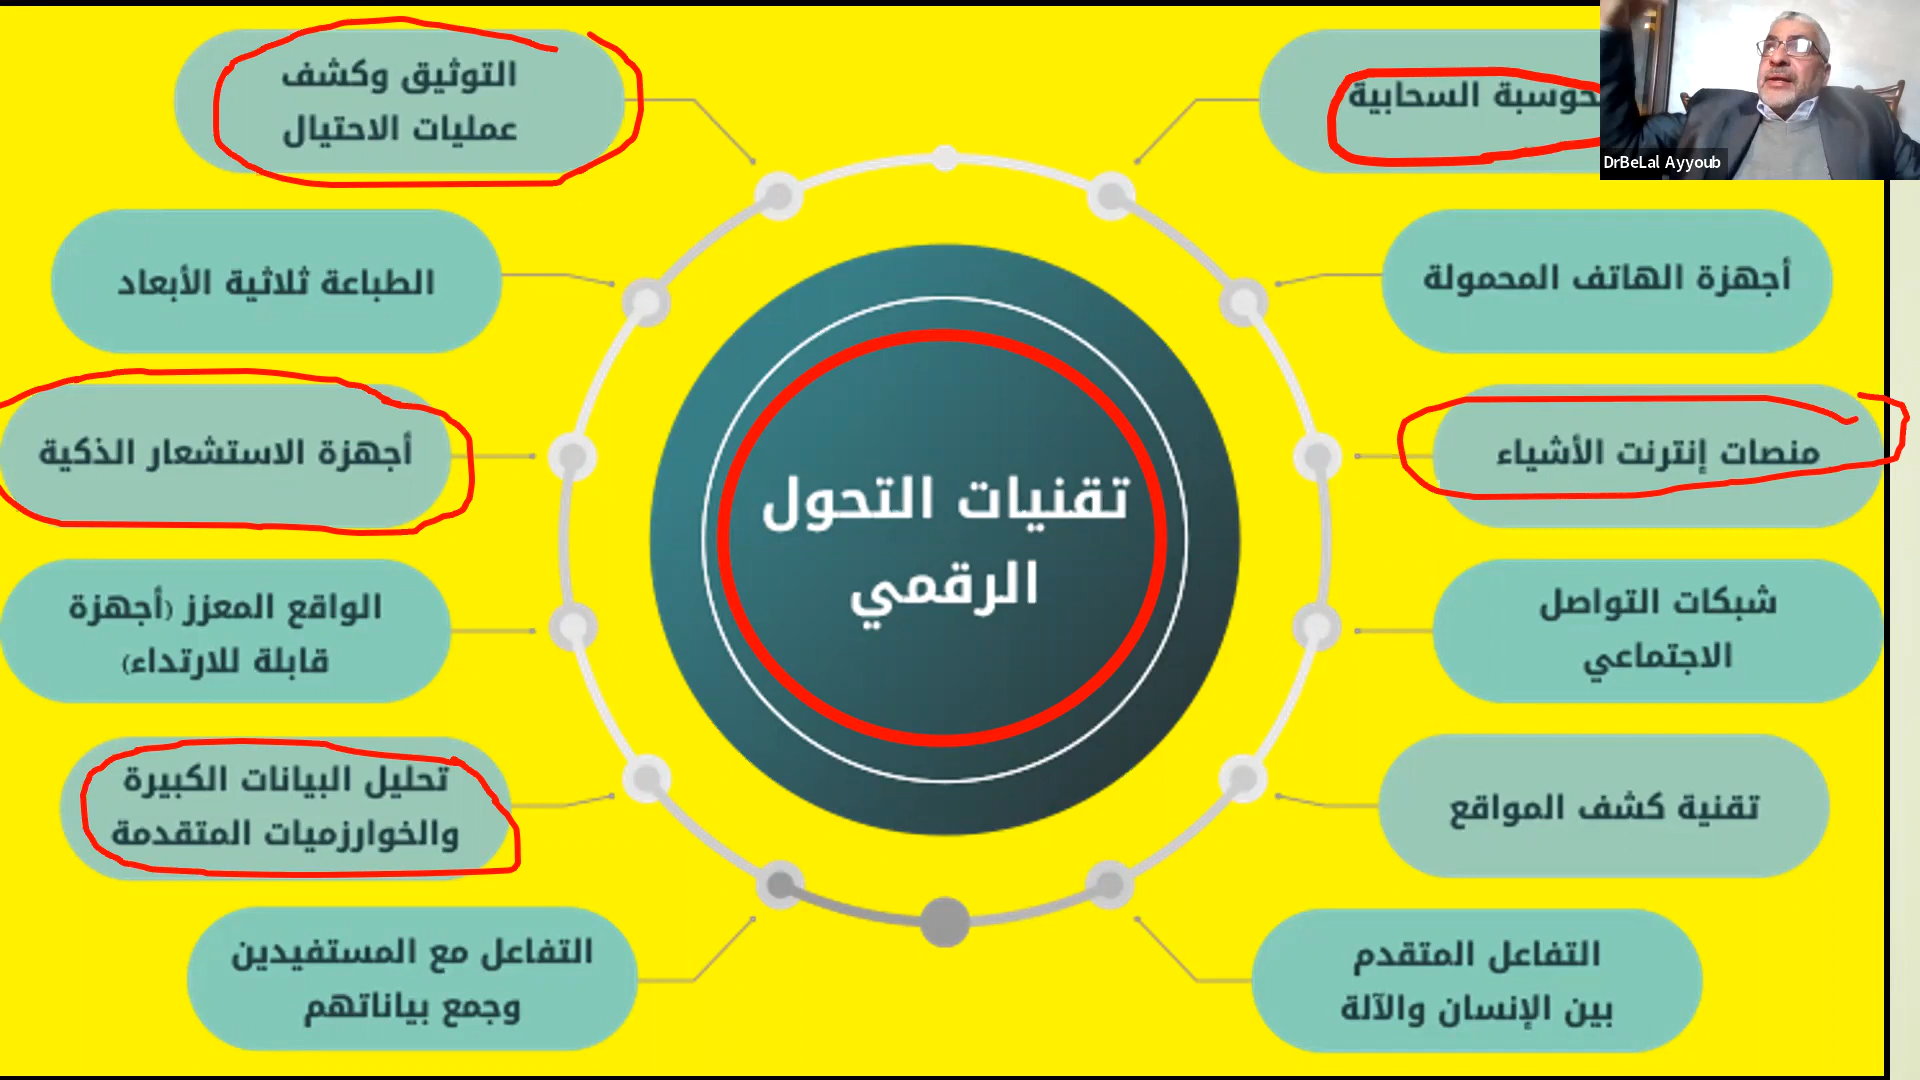 حوسبة السحابية
DrBeLal Ayyoub
أجهزة الهاتف المحمولة
منصات إنترنت الأشياء
شبكات التواصل
الاجتماعي
تقنية كشف المواقع
التفاعل المتقدم
بين الإنسان والآلة
تقنيات التحول
الرقمي
التوثيق وكشف
عمليات الاحتيال
الطباعة ثلاثية الأبعاد
أجهزة الاستشعار الذكية
الواقع المعزز (أجهزة
قابلة للارتداء)
تحليل البيانات الكبيرة
والخوارزميات المتقدمة
التفاعل مع المستفيدين
وجمع بياناتهم